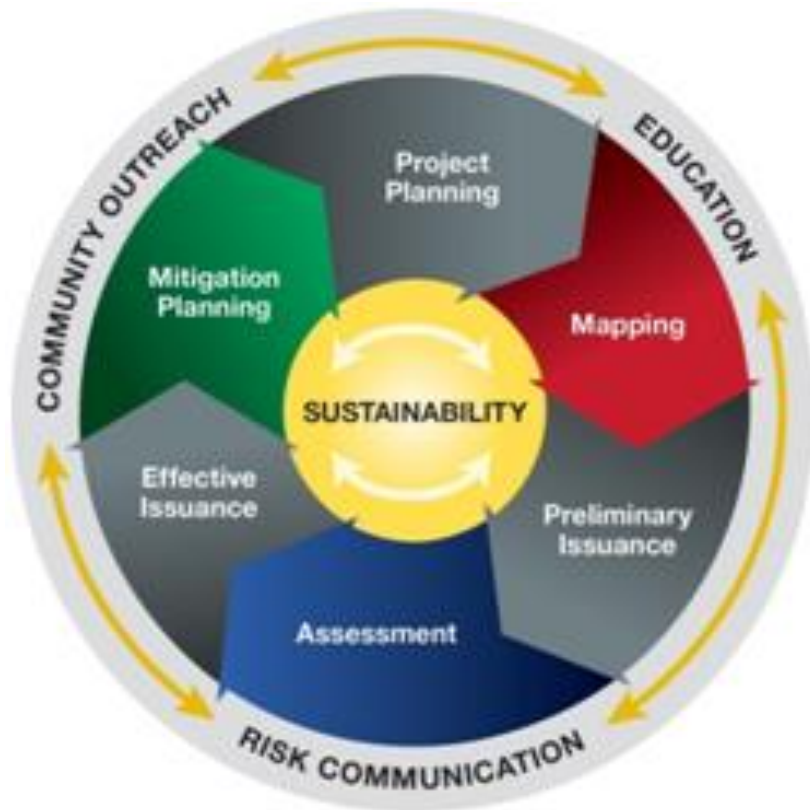 COMMUNITY OUTREACH
EDUCATION
Project
Planning
Mapping
Preliminary
Issuance
Assessment
Effective
Issuance
Mitigation
Planning
SUSTAINABILITY
RISK COMMUNICATION